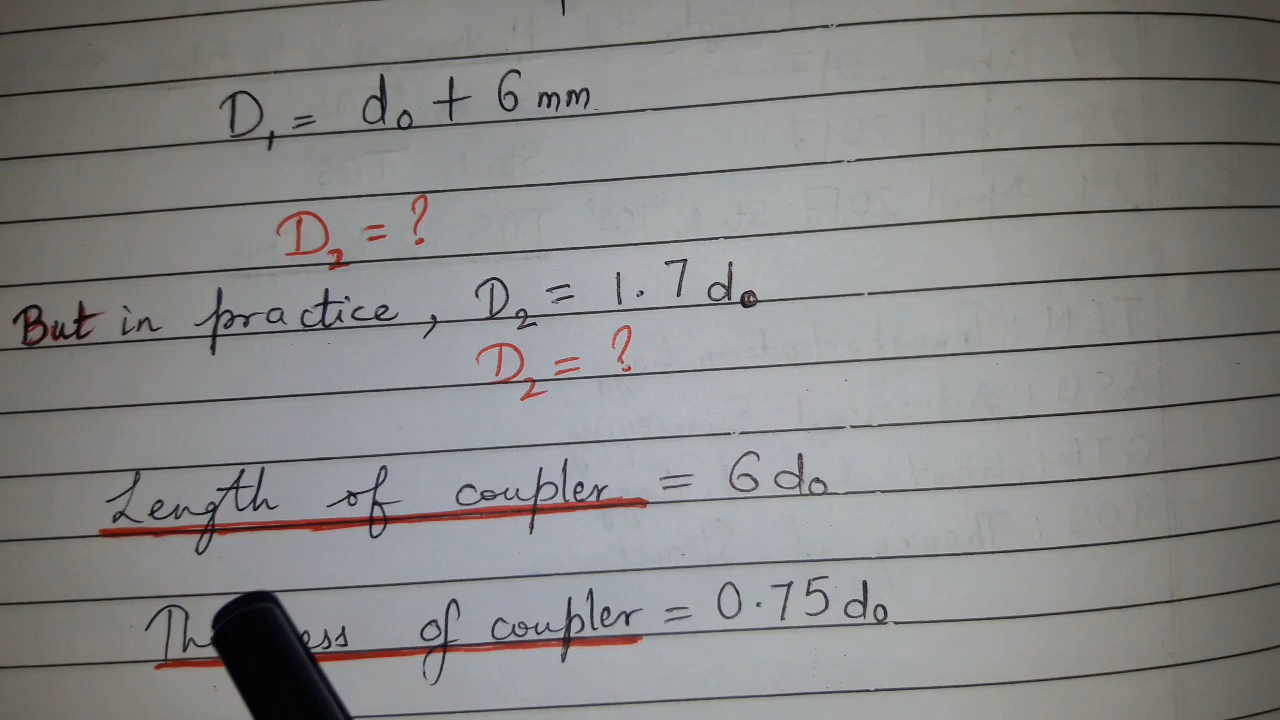 D₁ = d₀ + 6 mm
D₂ = ?
But in practice, D₂ = 1.7 d₀
D₂ = ?
Length of coupler = 6 d₀
of coupler = 0.75 d₀